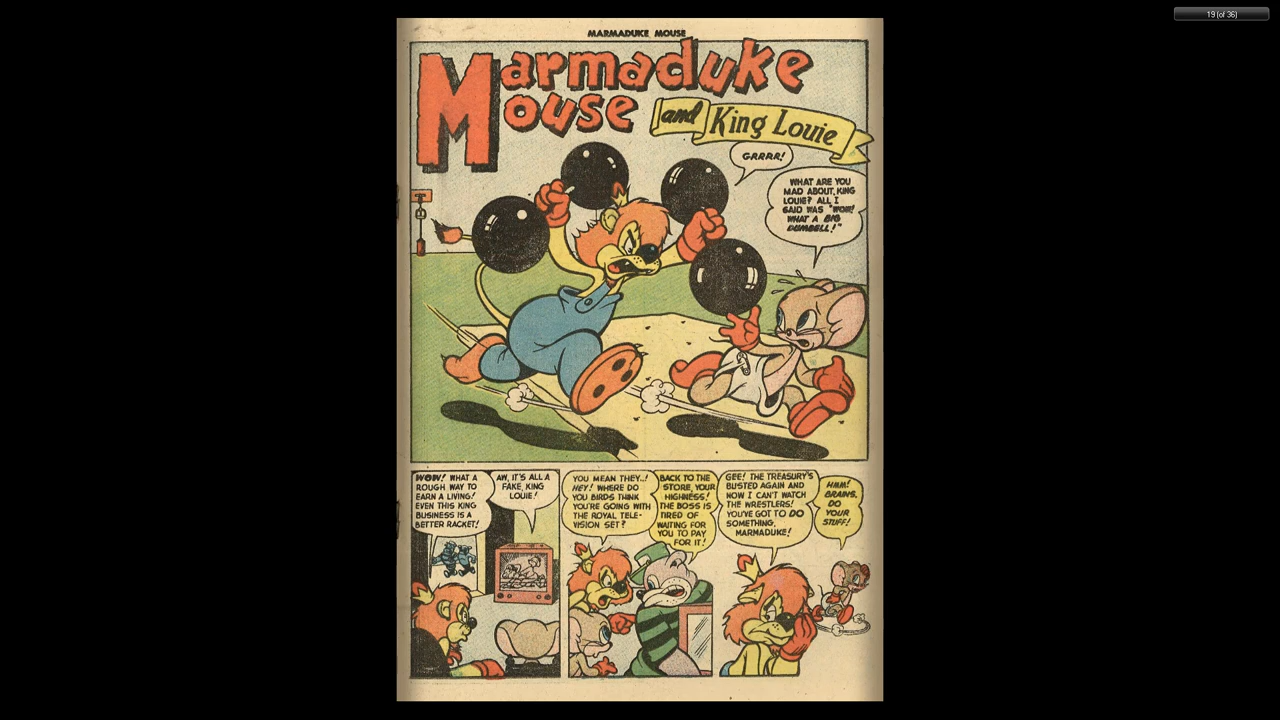 19 (of 36)
MARMADUKE MOUSE
Marmaduke
Mouse and King Louie
GRRRR!
WHAT ARE YOU
MAD ABOUT, KING
LOUIE? ALL I
SAID WAS "WOW!
WHAT A BIG
DUMBELL!"
WOW! WHAT A
ROUGH WAY TO
EARN A LIVING!
EVEN THIS KING
BUSINESS IS A
BETTER RACKET!
AW, IT'S ALL A
FAKE, KING
LOUIE!
YOU MEAN THEY..!
HEY! WHERE DO
YOU BIRDS THINK
YOU'RE GOING WITH
THE ROYAL TELE-
VISION SET?
BACK TO THE
STORE, YOUR
HIGHNESS!
THE BOSS IS
TIRED OF
WAITING FOR
YOU TO PAY
FOR IT!
GEE! THE TREASURY'S
BUSTED AGAIN AND
NOW I CAN'T WATCH
THE WRESTLERS!
YOU'VE GOT TO DO
SOMETHING,
MARMADUKE!
HMM!
BRAINS,
DO
YOUR
STUFF!